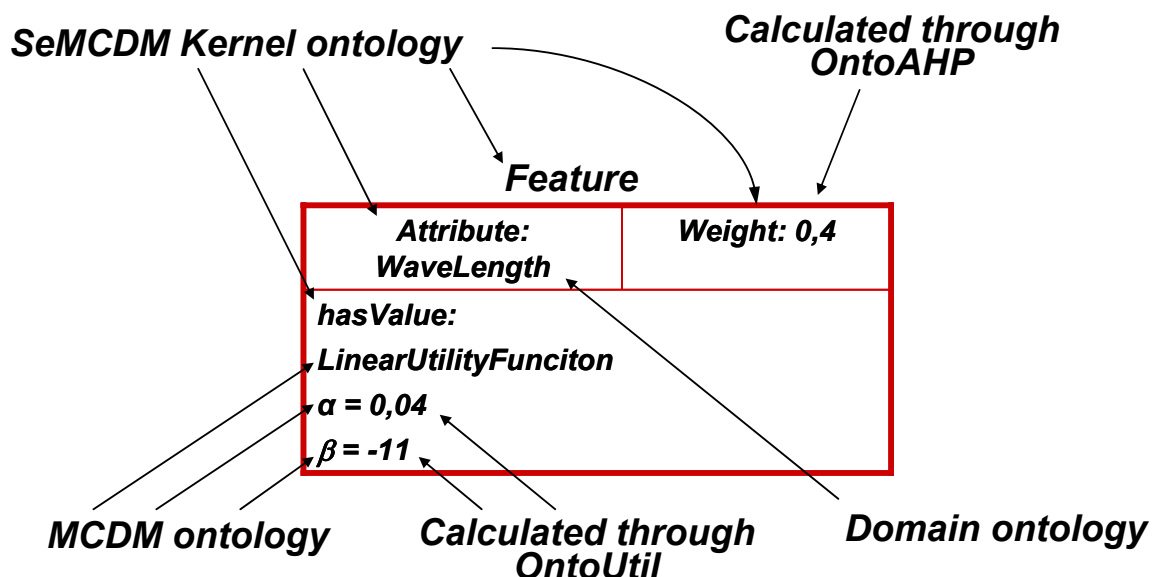 SeMCDM Kernel ontology
Calculated through
OntoAHP
Feature
Attribute:
WaveLength
Weight: 0,4
hasValue:
LinearUtilityFunciton
α = 0,04
β = -11
MCDM ontology
Calculated through
OntoUtil
Domain ontology